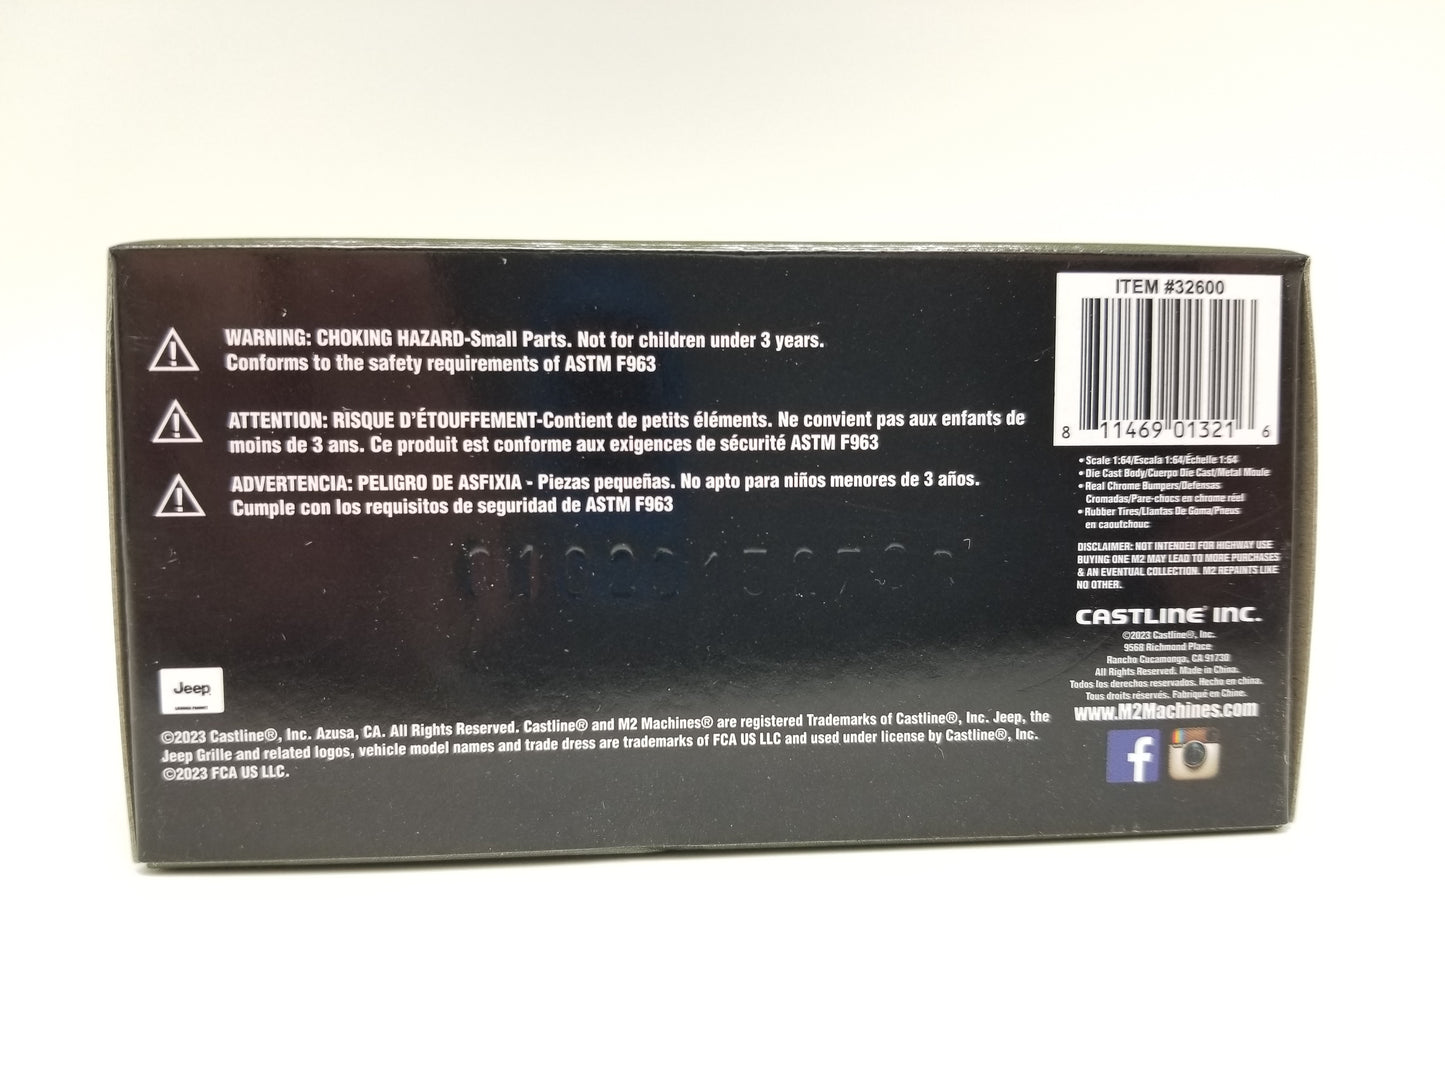 WARNING: CHOKING HAZARD-Small Parts. Not for children under 3 years.
Conforms to the safety requirements of ASTM F963
ATTENTION: RISQUE D'ÉTOUFFEMENT-Contient de petits éléments. Ne convient pas aux enfants de
moins de 3 ans. Ce produit est conforme aux exigences de sécurité ASTM F963
ADVERTENCIA: PELIGRO DE ASFIXIA - Piezas pequeñas. No apto para niños menores de 3 años.
Cumple con los requisitos de seguridad de ASTM F963
Jeep
©2023 Castline®, Inc. Azusa, CA. All Rights Reserved. Castline® and M2 Machines® are registered Trademarks of Castline®, Inc. Jeep, the
Jeep Grille and related logos, vehicle model names and trade dress are trademarks of FCA US LLC and used under license by Castline®, Inc.
©2023 FCA US LLC.
ITEM #32600
8 11469 01321 6
• Scale 1:64/Escala 1:64/Échelle 1:64
• Die Cast Body/Cuerpo Die Cast/Metal Moule
• Real Chrome Bumpers/Defensas
Cromadas/Pare-chocs en chrome réel
• Rubber Tires/Llantas De Goma/Pneus
en caoutchouc
DISCLAIMER: NOT INTENDED FOR HIGHWAY USE
BUYING ONE M2 MAY LEAD TO MORE PURCHASES
& AN EVENTUAL COLLECTION. M2 REPAINTS LIKE
NO OTHER.
CASTLINE® INC.
©2023 Castline®, Inc.
9568 Richmond Place
Rancho Cucamonga, CA 91730
All Rights Reserved. Made in China.
Todos los derechos reservados. Hecho en china.
Tous droits réservés. Fabriqué en Chine.
www.M2Machines.com
f